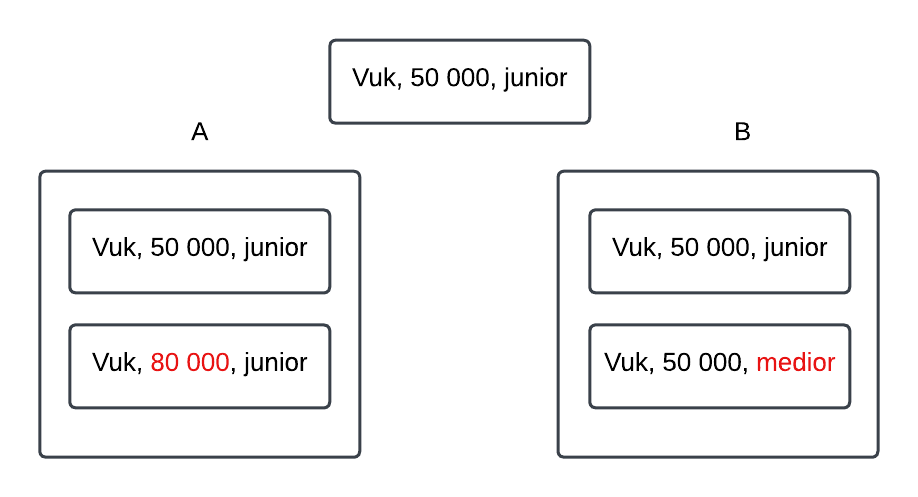 Vuk, 50 000, junior
A
B
Vuk, 50 000, junior
Vuk, 50 000, junior
Vuk, 80 000, junior
Vuk, 50 000, medior